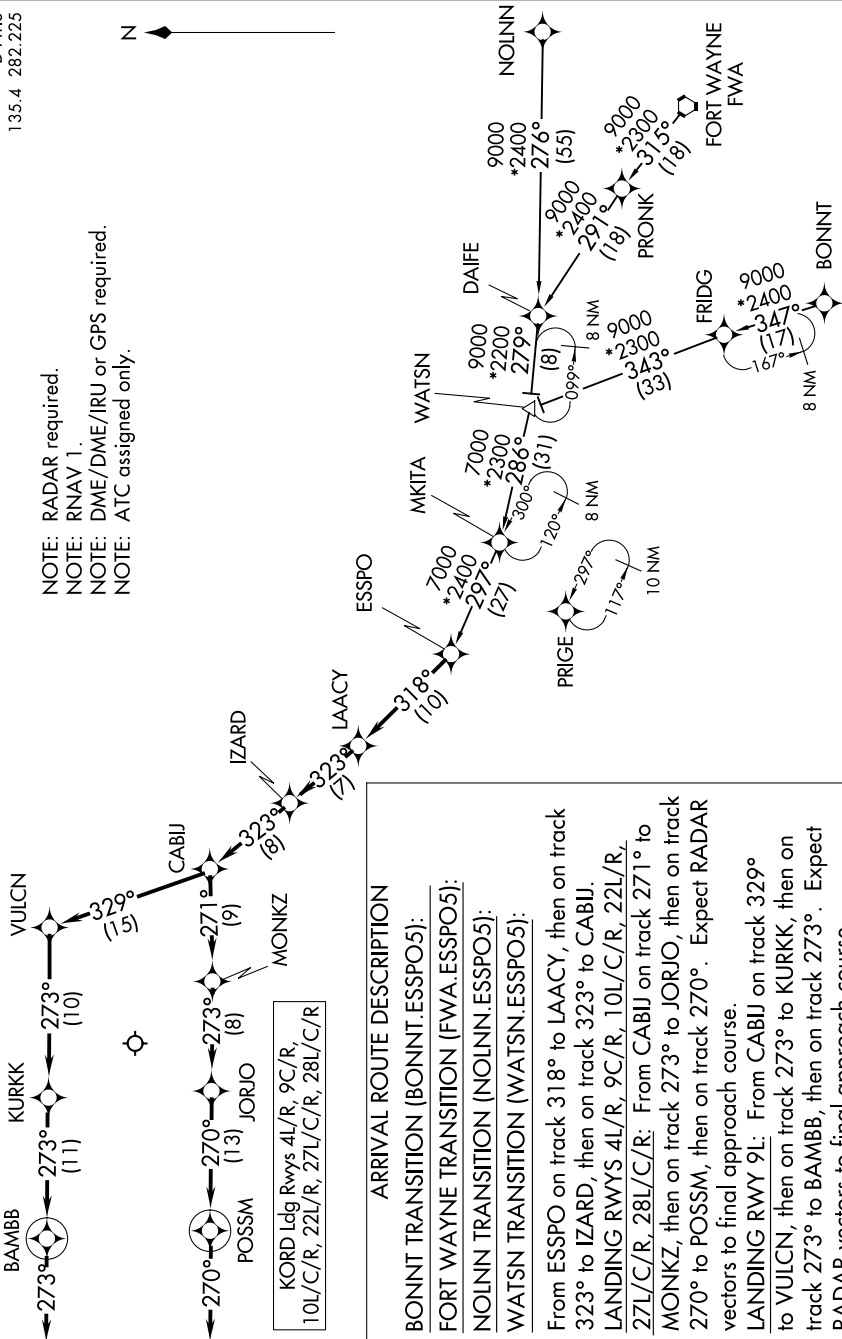 135.4 282.225
N
NOTE: RADAR required.
NOTE: RNAV 1.
NOTE: DME/DME/IRU or GPS required.
NOTE: ATC assigned only.
NOLNN
9000
*2400
276°
(55)
FORT WAYNE
FWA
9000
*2300
315°
(18)
PRONK
9000
*2400
291°
(18)
DAIFE
BONNT
9000
*2400
347°
(17)
FRIDG
167°
8 NM
9000
*2300
343°
(33)
9000
*2200
279°
(8)
WATSN
099°
8 NM
7000
*2300
286°
(31)
MKITA
300°
120°
8 NM
7000
*2400
297°
(27)
ESSPO
PRIGE
297°
117°
10 NM
318°
(10)
LAACY
323°
(7)
IZARD
323°
(8)
CABIJ
329°
(15)
VULCN
273°
(10)
KURKK
273°
(11)
BAMBB
273°
271°
(9)
MONKZ
273°
(8)
JORJO
270°
(13)
POSSM
270°
KORD Ldg Rwys 4L/R, 9C/R,
10L/C/R, 22L/R, 27L/C/R, 28L/C/R
ARRIVAL ROUTE DESCRIPTION
BONNT TRANSITION (BONNT.ESSPO5):
FORT WAYNE TRANSITION (FWA.ESSPO5):
NOLNN TRANSITION (NOLNN.ESSPO5):
WATSN TRANSITION (WATSN.ESSPO5):
From ESSPO on track 318° to LAACY, then on track
323° to IZARD, then on track 323° to CABIJ.
LANDING RWYS 4L/R, 9C/R, 10L/C/R, 22L/R,
27L/C/R, 28L/C/R: From CABIJ on track 271° to
MONKZ, then on track 273° to JORJO, then on track
270° to POSSM, then on track 270°. Expect RADAR
vectors to final approach course.
LANDING RWY 9L: From CABIJ on track 329°
to VULCN, then on track 273° to KURKK, then on
track 273° to BAMBB, then on track 273°. Expect
RADAR vectors to final approach course.